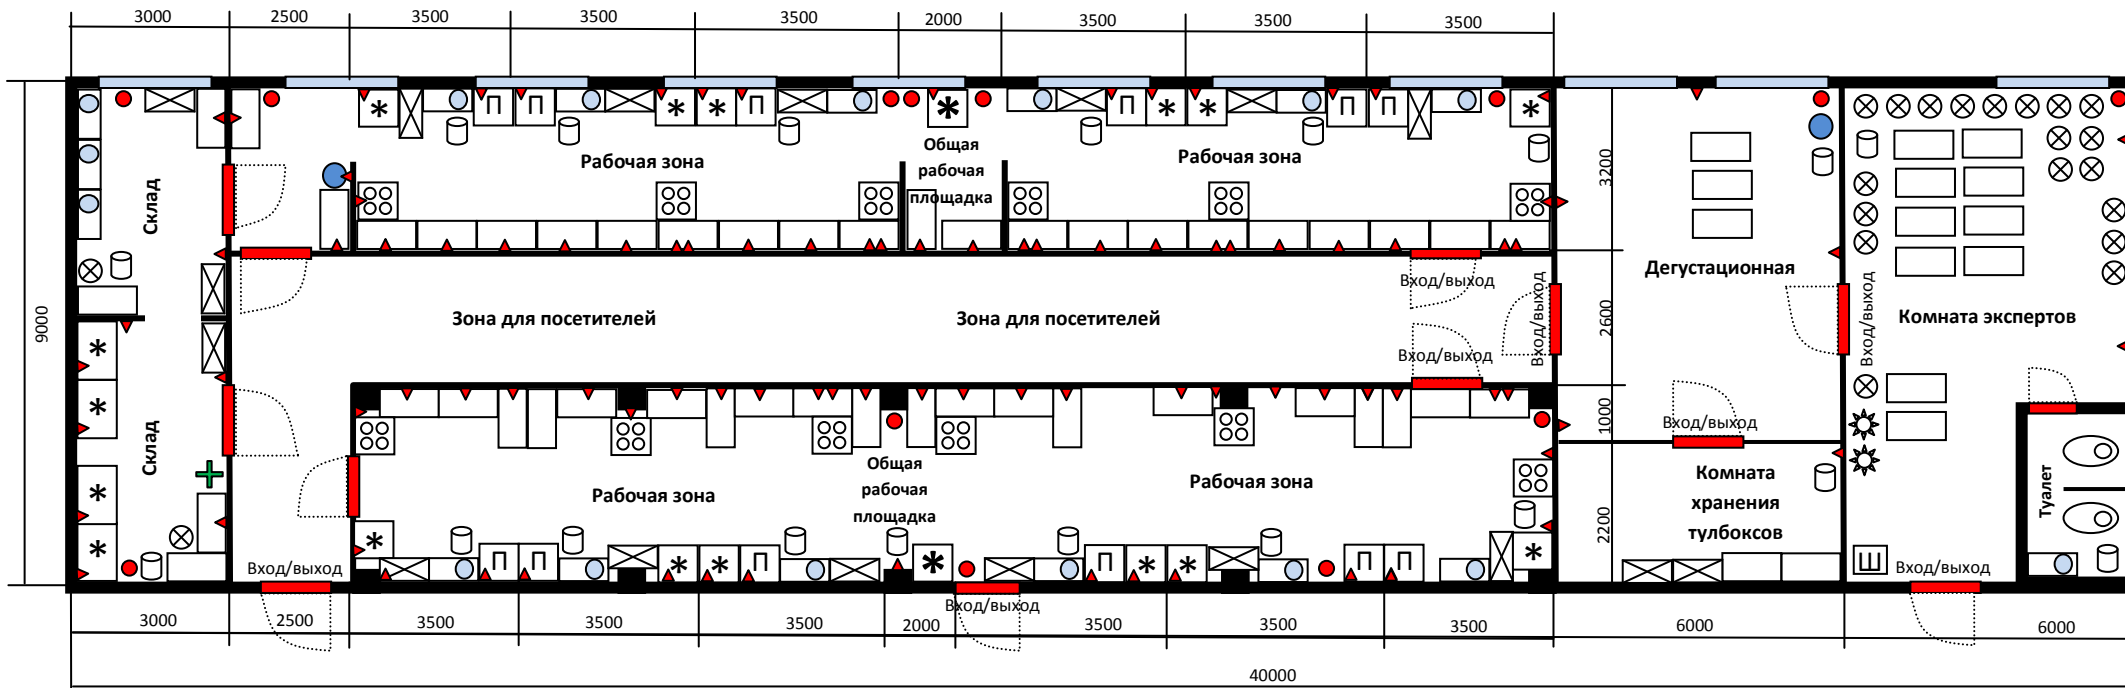 3000 2500 3500 3500 3500 2000 3500 3500 3500
* П П * * П * П * * П П *
Рабочая зона
Общая
рабочая
площадка
Рабочая зона
Склад
3200
9000
Дегустационная
Вход/выход
Зона для посетителей
Зона для посетителей
Вход/выход
Вход/выход
2600
Вход/выход
Комната экспертов
*
*
Склад
1000
Вход/выход
Рабочая зона
Общая
рабочая
площадка
Рабочая зона
Комната
хранения
тулбоксов
2200
Туалет
*
*
* П П * * П * П * * П П *
Ш
Вход/выход
Вход/выход
Вход/выход
3000 2500 3500 3500 3500 2000 3500 3500 3500 6000 6000
40000